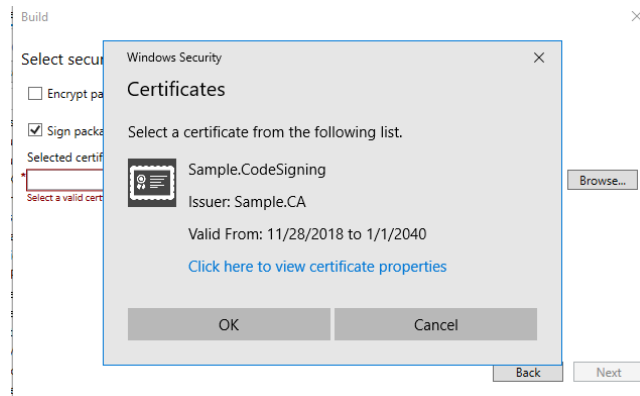 Build
Select secur
Encrypt pa
Sign packa
Selected certif
*
Select a valid cert
Browse...
Back
Next
Windows Security
Certificates
Select a certificate from the following list.
Sample.CodeSigning
Issuer: Sample.CA
Valid From: 11/28/2018 to 1/1/2040
Click here to view certificate properties
OK
Cancel